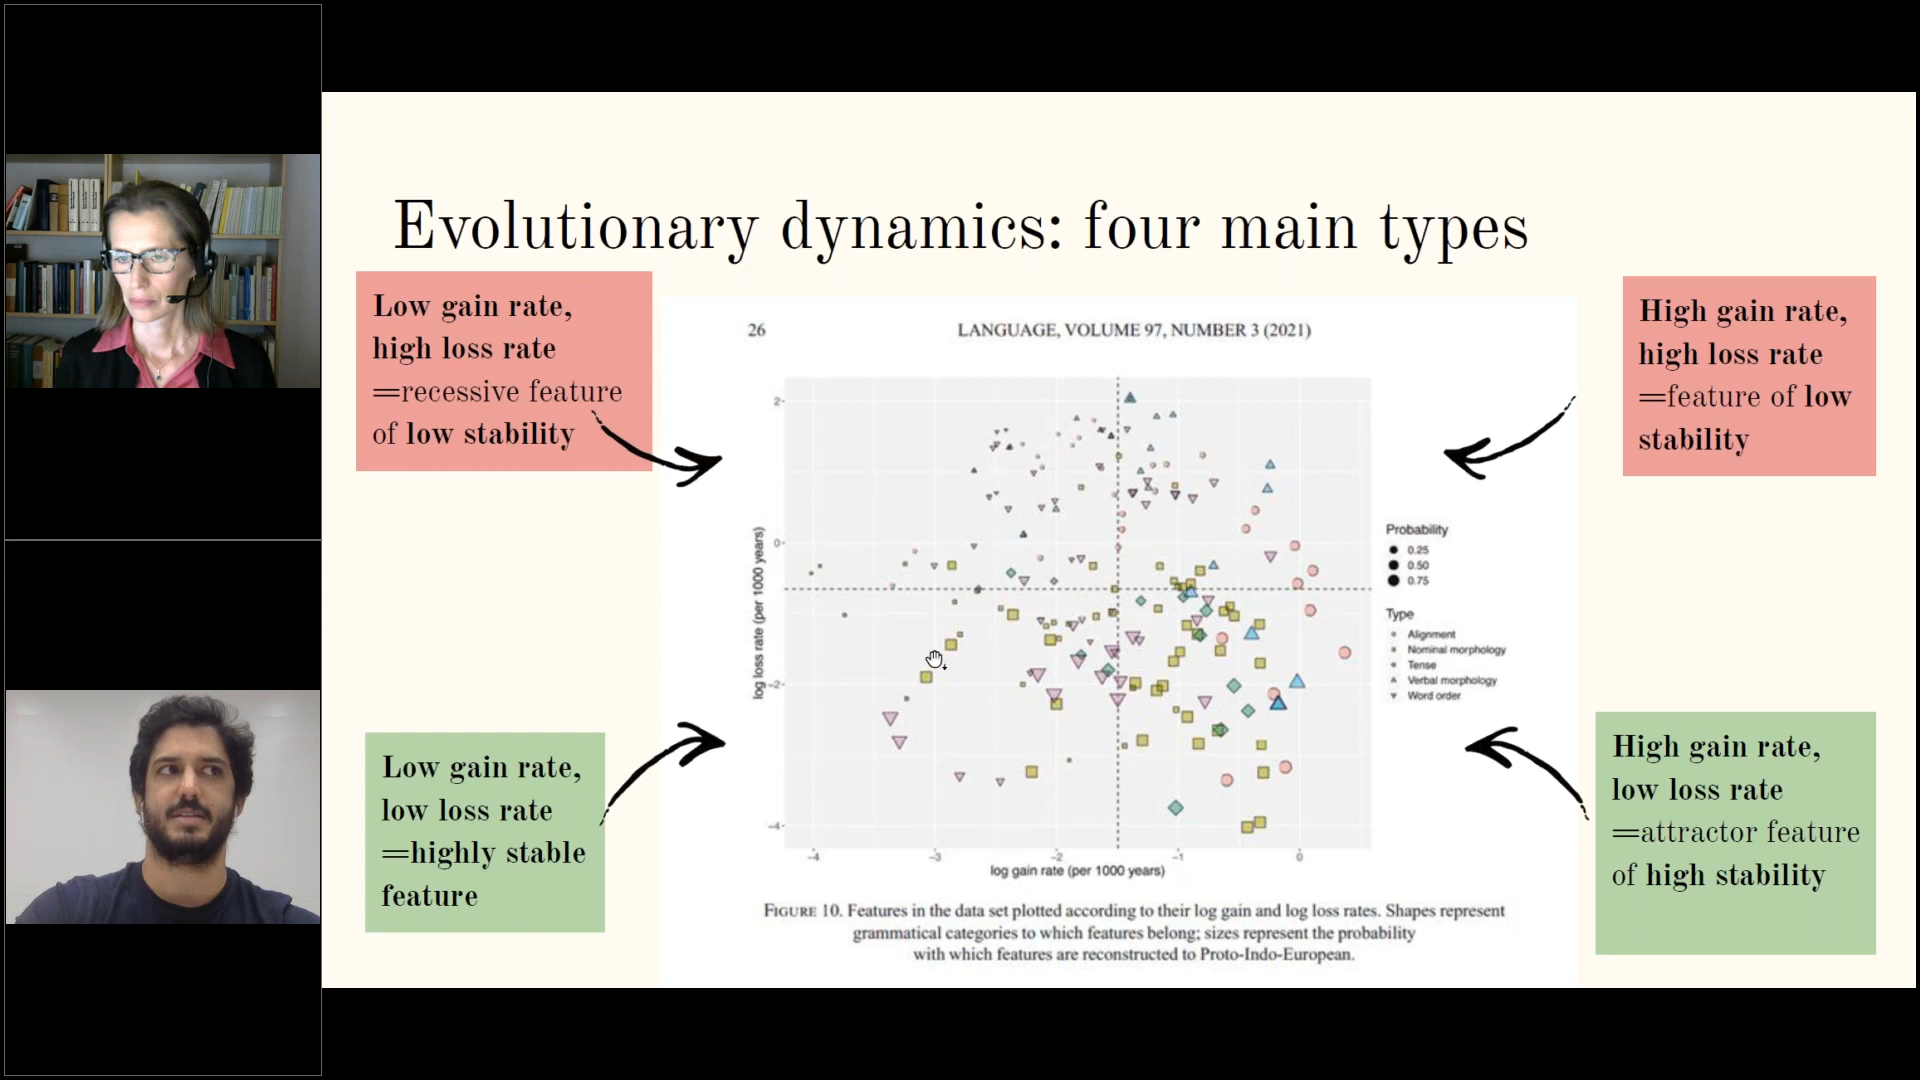 Evolutionary dynamics: four main types
Low gain rate,
high loss rate
=recessive feature
of low stability
High gain rate,
high loss rate
=feature of low
stability
26
LANGUAGE, VOLUME 97, NUMBER 3 (2021)
2
0
−2
−4
log loss rate (per 1000 years)
−4
−3
−2
−1
0
log gain rate (per 1000 years)
Probability
0.25
0.50
0.75
Type
Alignment
Nominal morphology
Tense
Verbal morphology
Word order
Low gain rate,
low loss rate
=highly stable
feature
High gain rate,
low loss rate
=attractor feature
of high stability
FIGURE 10. Features in the data set plotted according to their log gain and log loss rates. Shapes represent
grammatical categories to which features belong; sizes represent the probability
with which features are reconstructed to Proto-Indo-European.